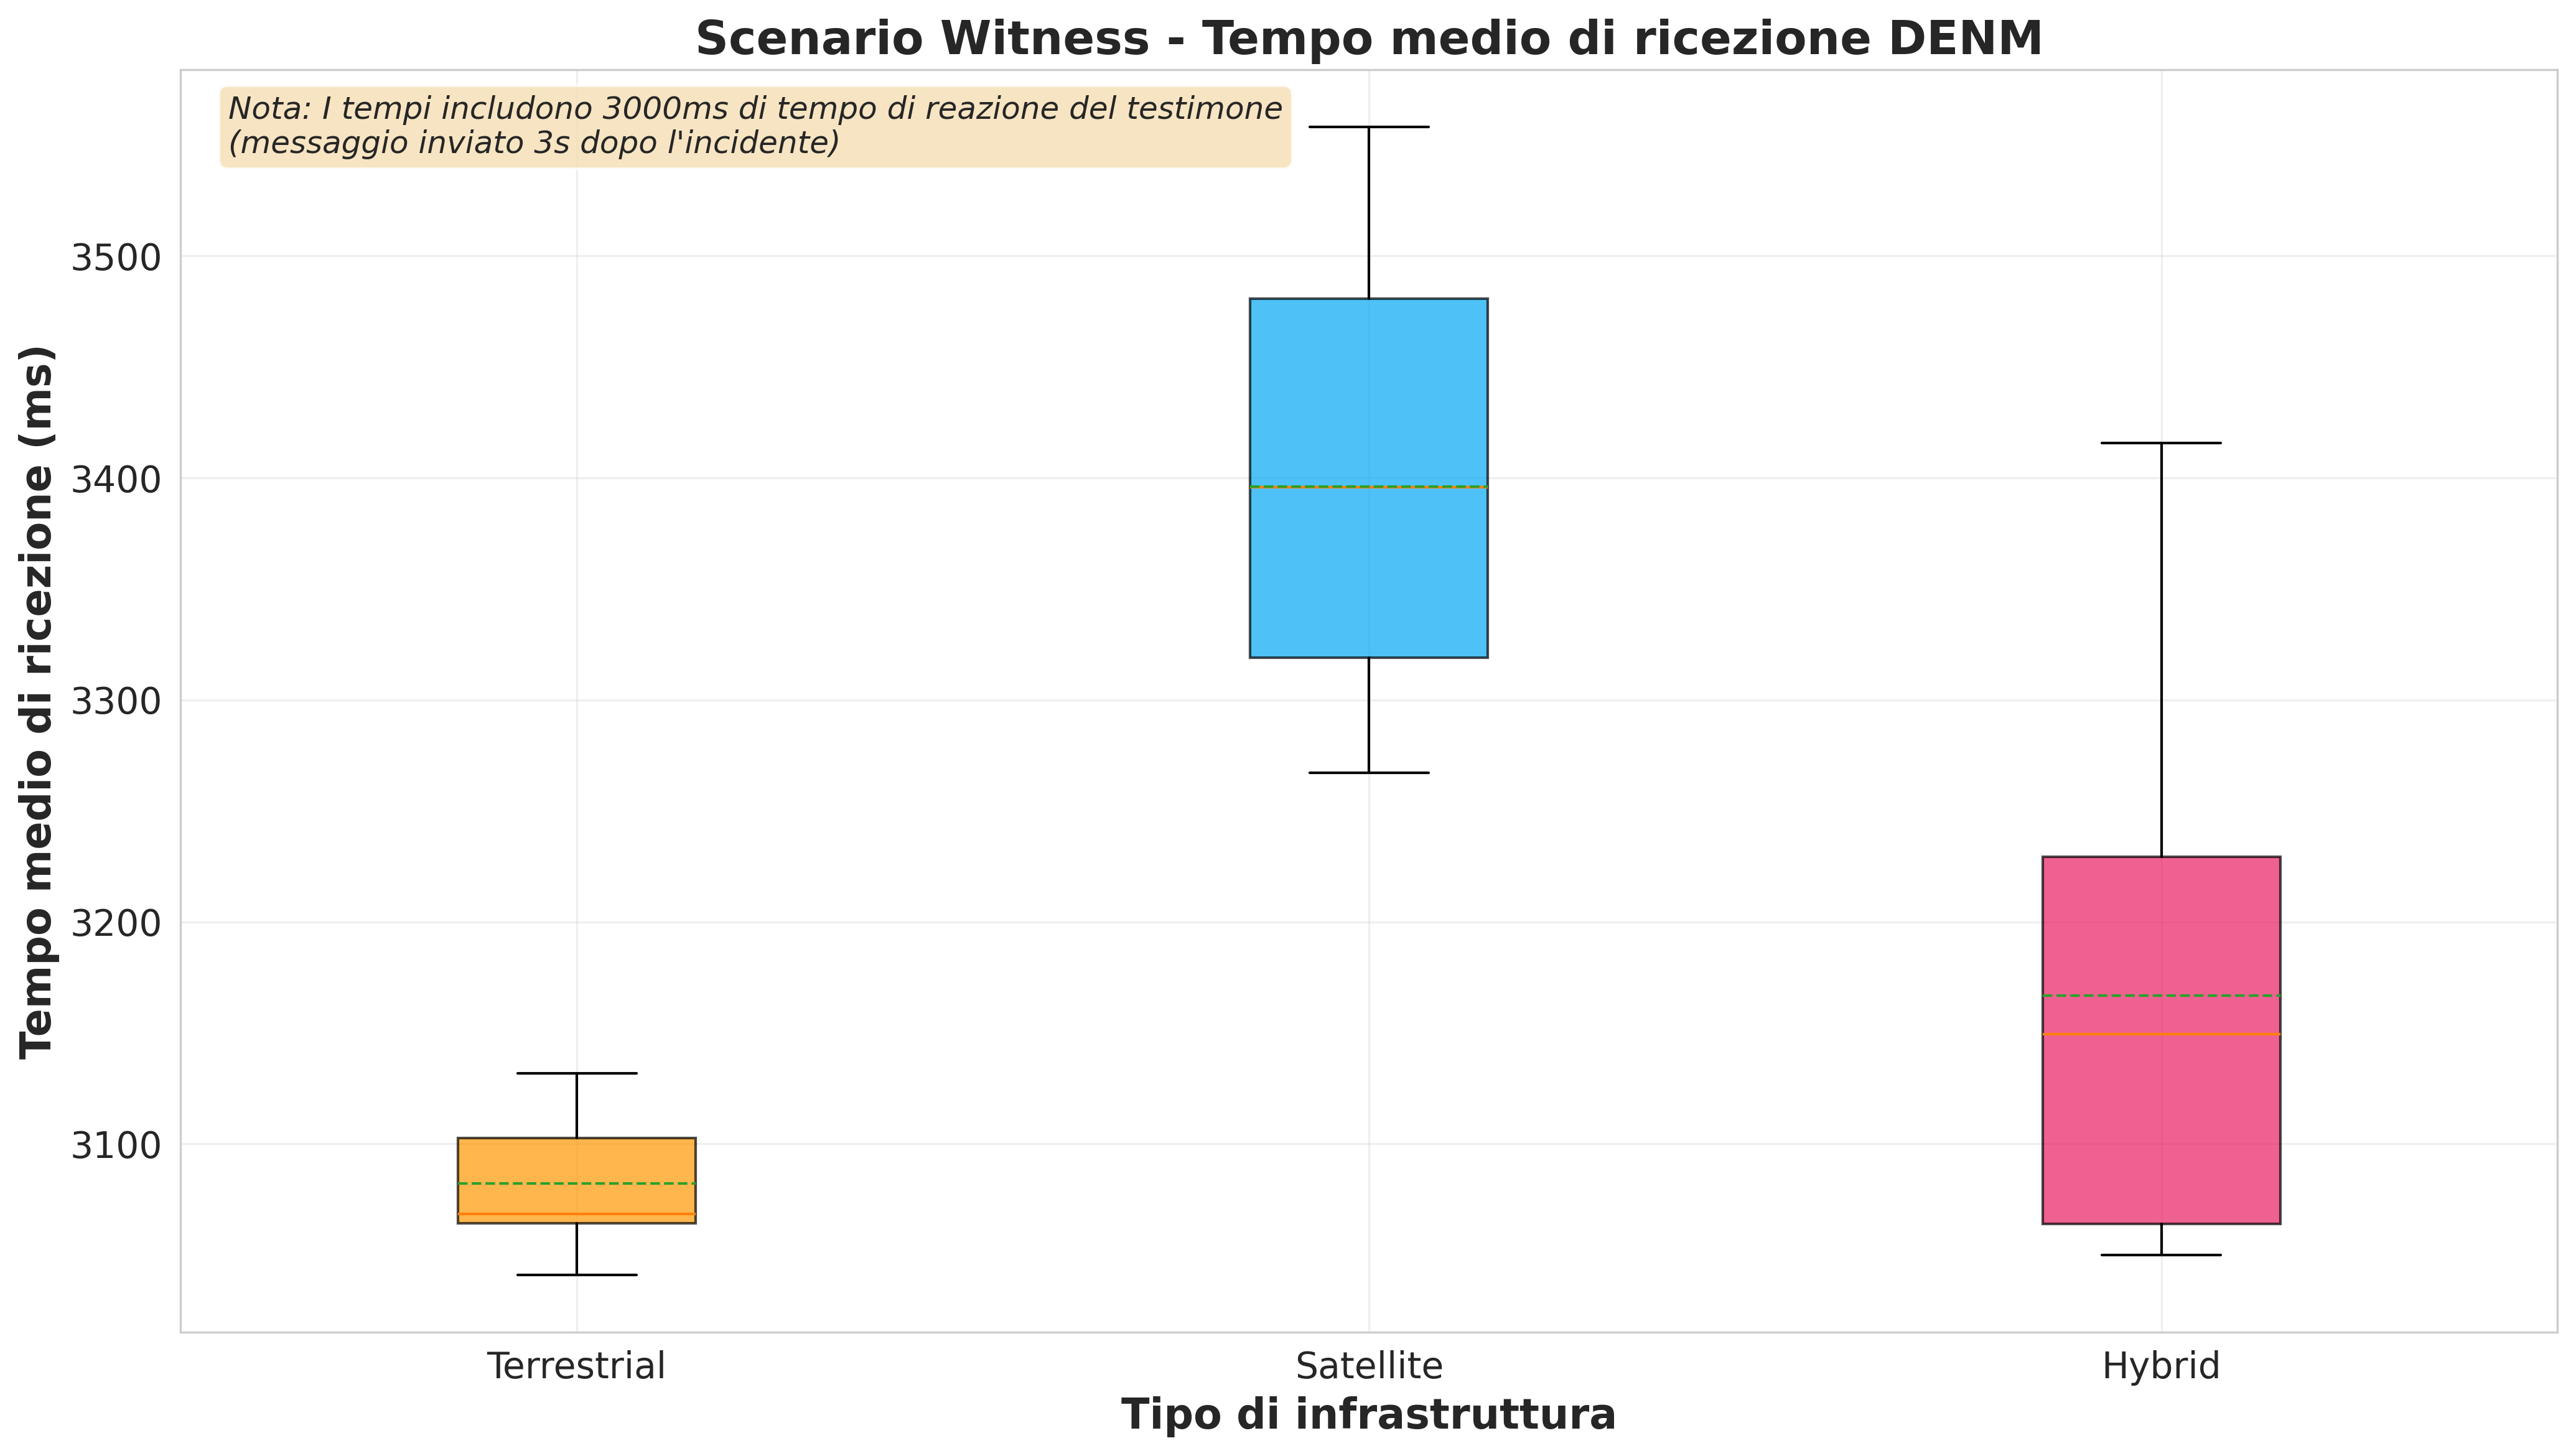 Scenario Witness - Tempo medio di ricezione DENM
Nota: I tempi includono 3000ms di tempo di reazione del testimone
(messaggio inviato 3s dopo l'incidente)
Tempo medio di ricezione (ms)
3500
3400
3300
3200
3100
Terrestrial
Satellite
Hybrid
Tipo di infrastruttura